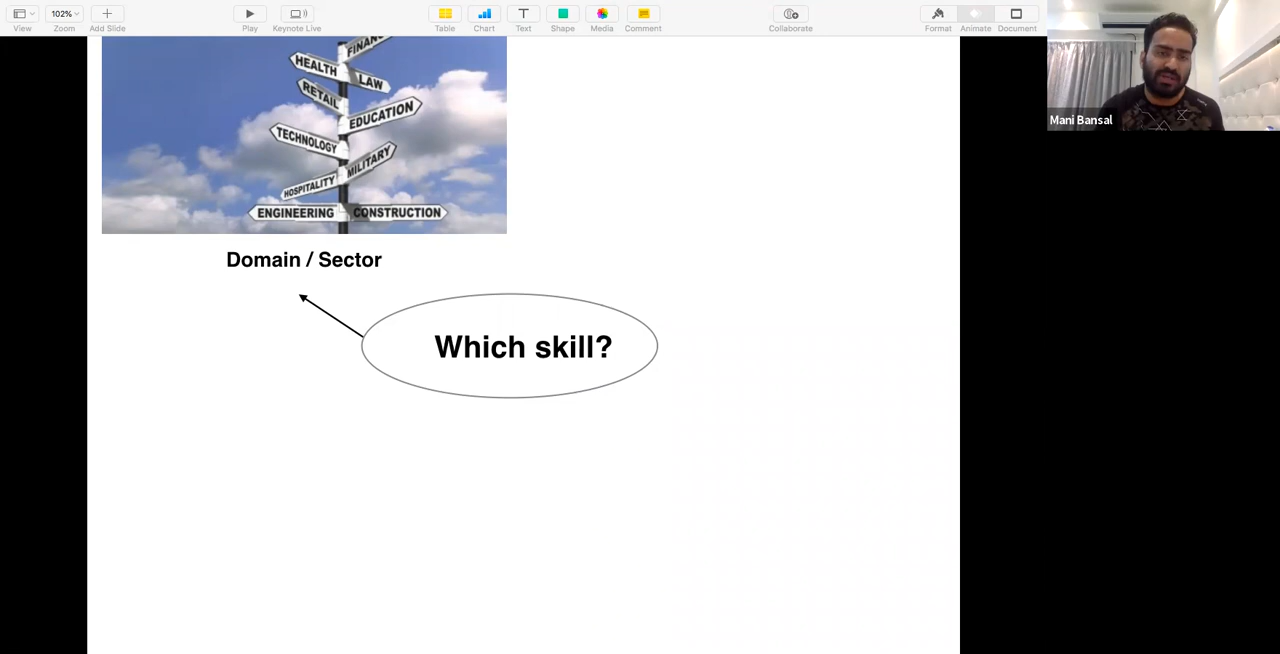 102%
View
Zoom
Add Slide
Play
Keynote Live
Table
Chart
Text
Shape
Media
Comment
Collaborate
Format
Animate
Document
Mani Bansal
HEALTH
LAW
RETAIL
EDUCATION
TECHNOLOGY
MILITARY
HOSPITALITY
ENGINEERING
CONSTRUCTION
Domain / Sector
Which skill?